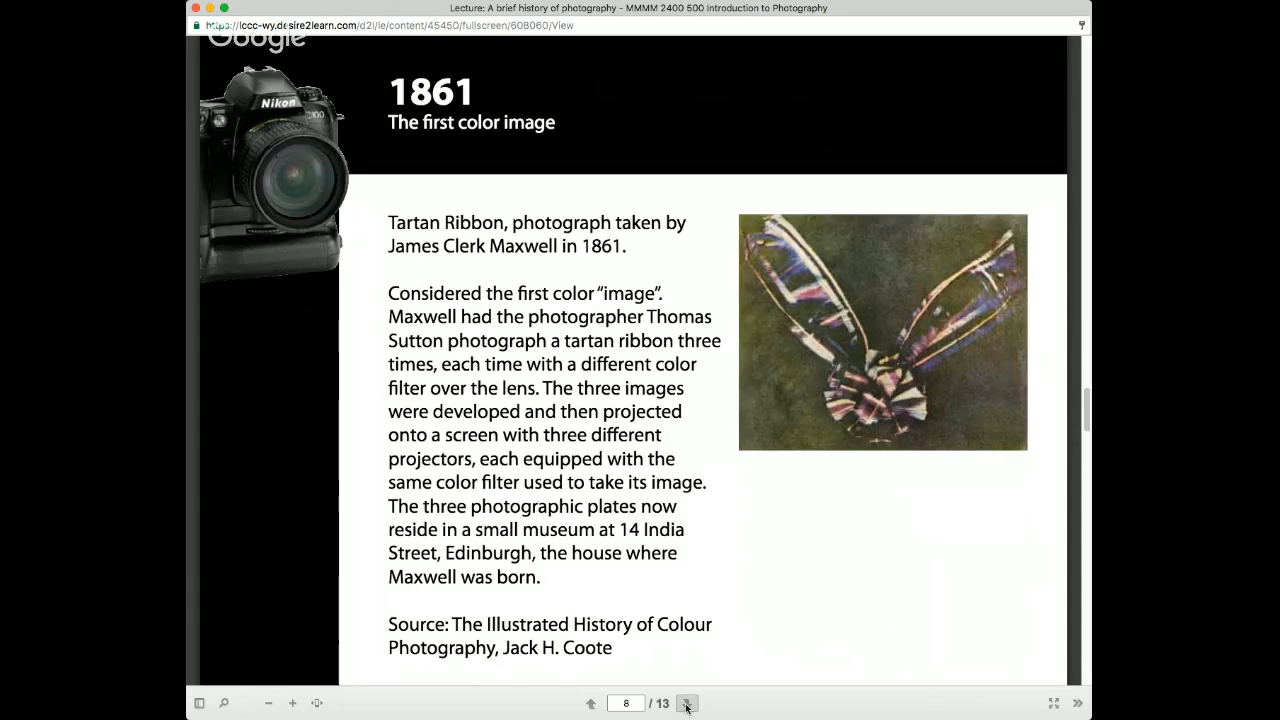 Lecture: A brief history of photography - MMMM 2400 500 Introduction to Photography
https://lccc-wy.desire2learn.com/d2l/le/content/45450/fullscreen/608060/View
Google
Nikon
D100
1861
The first color image
Tartan Ribbon, photograph taken by
James Clerk Maxwell in 1861.
Considered the first color "image".
Maxwell had the photographer Thomas
Sutton photograph a tartan ribbon three
times, each time with a different color
filter over the lens. The three images
were developed and then projected
onto a screen with three different
projectors, each equipped with the
same color filter used to take its image.
The three photographic plates now
reside in a small museum at 14 India
Street, Edinburgh, the house where
Maxwell was born.
Source: The Illustrated History of Colour
Photography, Jack H. Coote
8 / 13